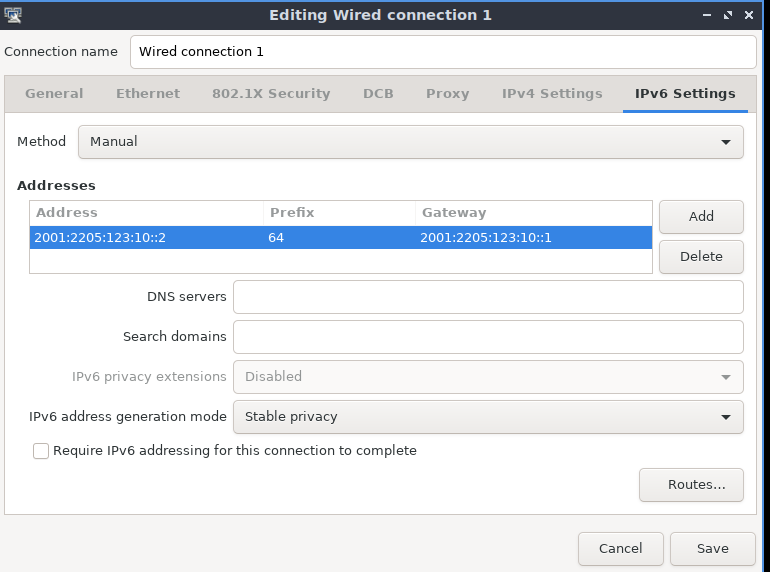 Editing Wired connection 1
Connection name Wired connection 1
General Ethernet 802.1X Security DCB Proxy IPv4 Settings IPv6 Settings
Method Manual
Addresses
Address Prefix Gateway Add
2001:2205:123:10::2 64 2001:2205:123:10::1
Delete
DNS servers
Search domains
IPv6 privacy extensions Disabled
IPv6 address generation mode Stable privacy
Require IPv6 addressing for this connection to complete
Routes...
Cancel Save